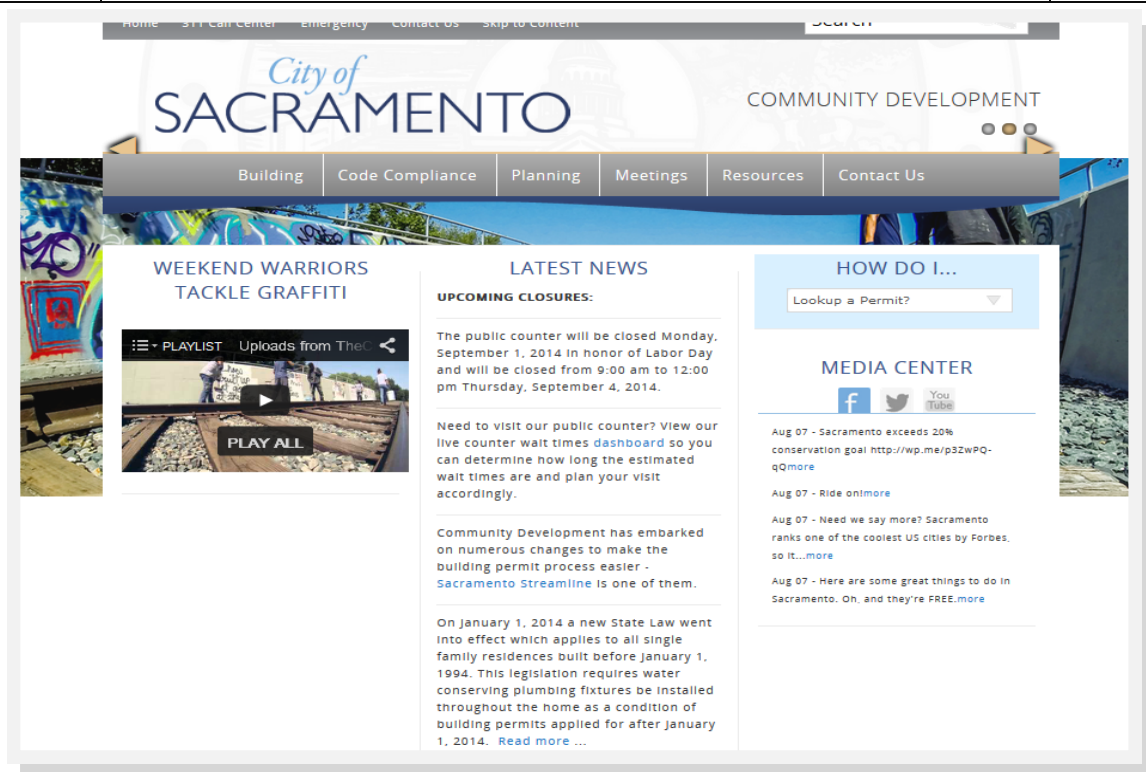 Home 311 Call Center Emergency Contact Us Skip to Content
Search
City of
SACRAMENTO
COMMUNITY DEVELOPMENT
Building Code Compliance Planning Meetings Resources Contact Us
WEEKEND WARRIORS
TACKLE GRAFFITI
PLAYLIST Uploads from TheC
PLAY ALL
LATEST NEWS
UPCOMING CLOSURES:
The public counter will be closed Monday,
September 1, 2014 in honor of Labor Day
and will be closed from 9:00 am to 12:00
pm Thursday, September 4, 2014.
Need to visit our public counter? View our
live counter wait times dashboard so you
can determine how long the estimated
wait times are and plan your visit
accordingly.
Community Development has embarked
on numerous changes to make the
building permit process easier -
Sacramento Streamline is one of them.
On January 1, 2014 a new State Law went
into effect which applies to all single
family residences built before January 1,
1994. This legislation requires water
conserving plumbing fixtures be installed
throughout the home as a condition of
building permits applied for after January
1, 2014. Read more ...
HOW DO I...
Lookup a Permit?
MEDIA CENTER
f
You
Tube
Aug 07 - Sacramento exceeds 20%
conservation goal http://wp.me/p3ZwPQ-
qQmore
Aug 07 - Ride on!more
Aug 07 - Need we say more? Sacramento
ranks one of the coolest US cities by Forbes,
so it...more
Aug 07 - Here are some great things to do in
Sacramento. Oh, and they're FREE.more